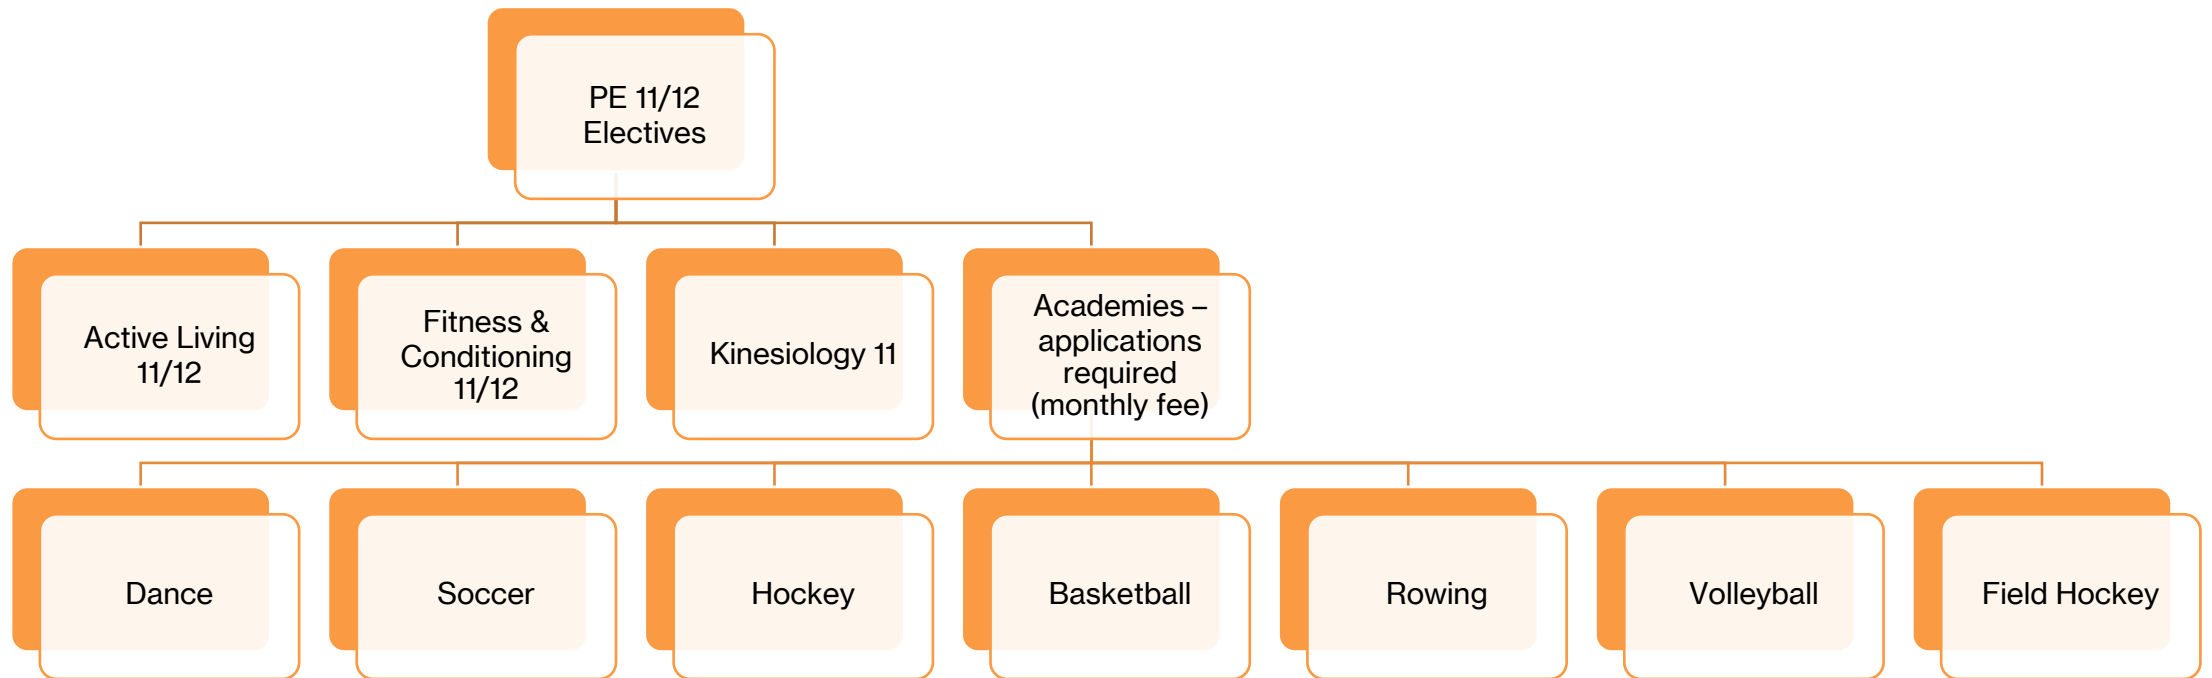 PE 11/12
Electives
Active Living
11/12
Fitness &
Conditioning
11/12
Kinesiology 11
Academies –
applications
required
(monthly fee)
Dance
Soccer
Hockey
Basketball
Rowing
Volleyball
Field Hockey